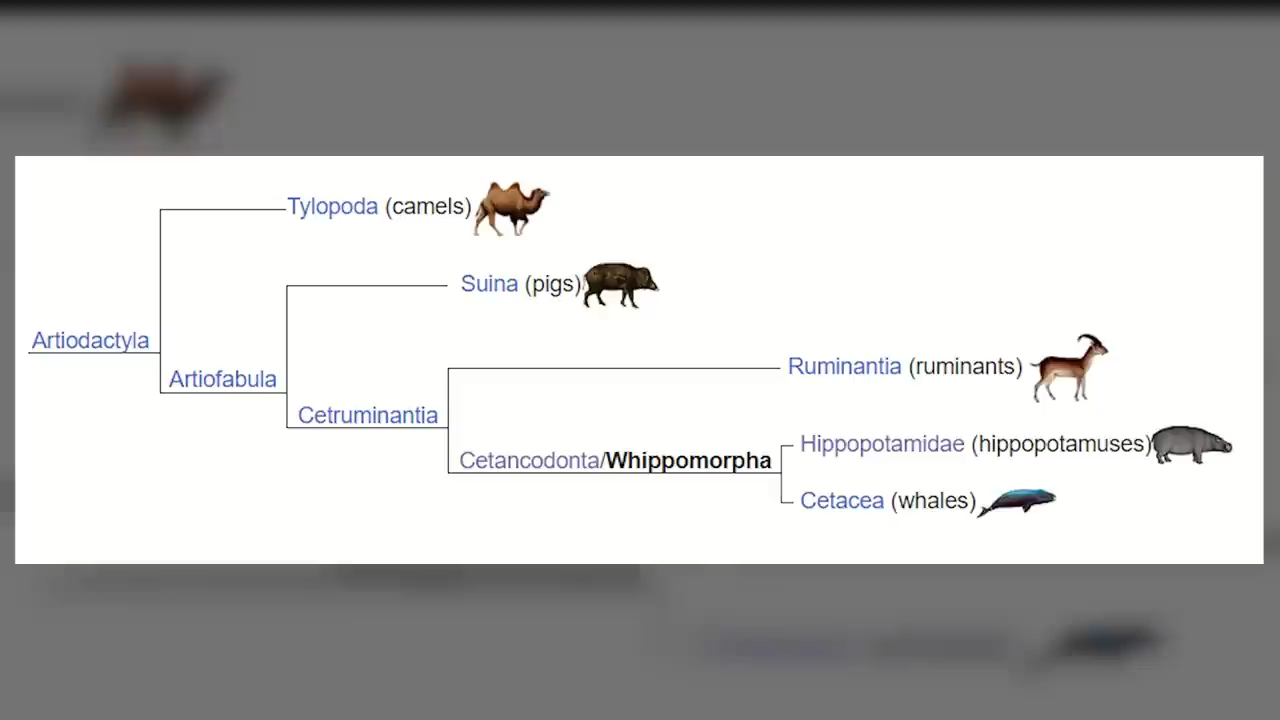 Tylopoda (camels)
Suina (pigs)
Artiodactyla
Ruminantia (ruminants)
Artiofabula
Cetruminantia
Hippopotamidae (hippopotamuses)
Cetancodonta/Whippomorpha
Cetacea (whales)